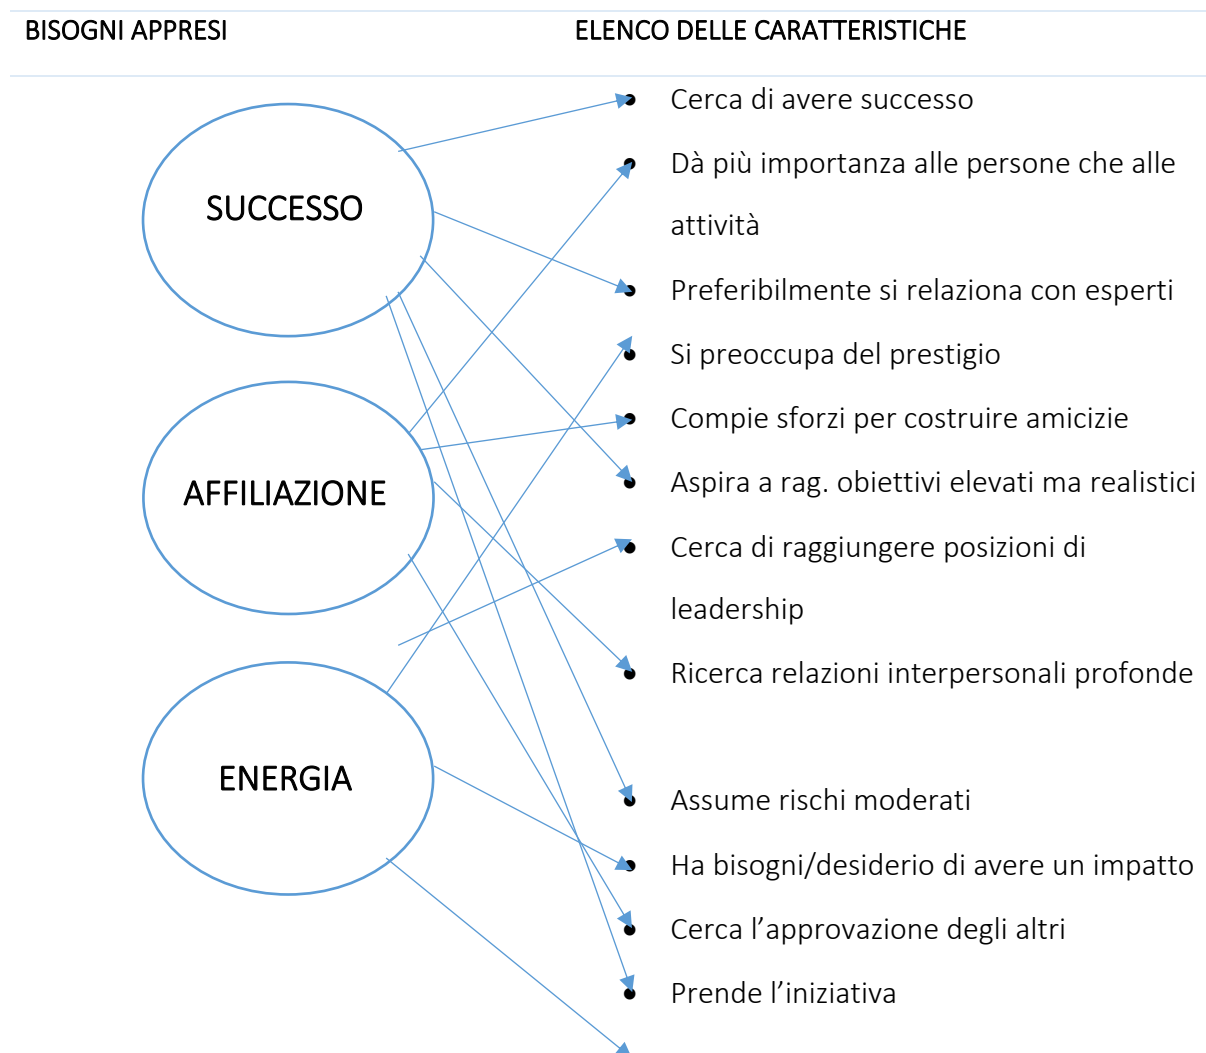 BISOGNI APPRESI ELENCO DELLE CARATTERISTICHE
SUCCESSO
AFFILIAZIONE
ENERGIA
Cerca di avere successo
Dà più importanza alle persone che alle
attività
Preferibilmente si relaziona con esperti
Si preoccupa del prestigio
Compie sforzi per costruire amicizie
Aspira a rag. obiettivi elevati ma realistici
Cerca di raggiungere posizioni di
leadership
Ricerca relazioni interpersonali profonde
Assume rischi moderati
Ha bisogni/desiderio di avere un impatto
Cerca l’approvazione degli altri
Prende l’iniziativa